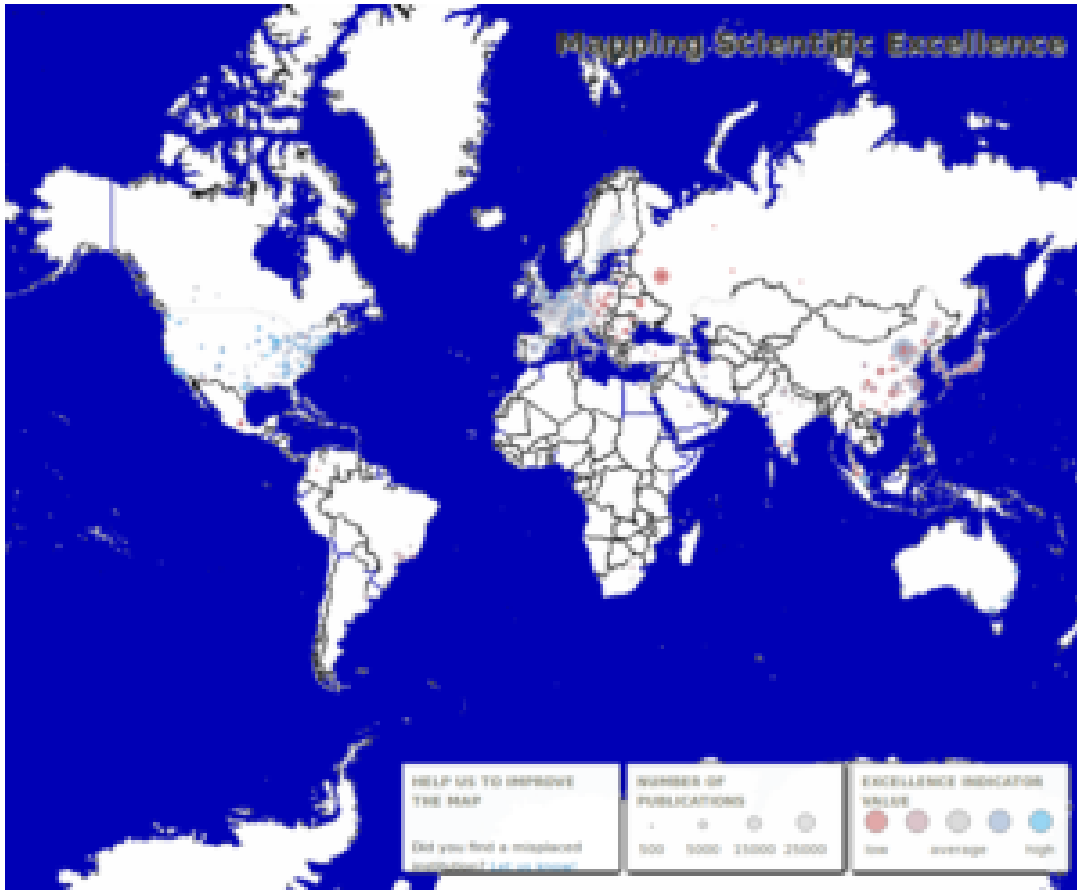 Mapping Scientific Excellence
HELP US TO IMPROVE
THE MAP
Did you find a misplaced
institution? Let us know!
NUMBER OF
PUBLICATIONS
500 5000 15000 25000
EXCELLENCE INDICATOR
VALUE
low average high